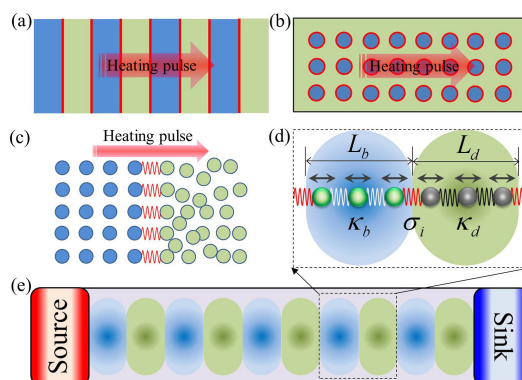 (a)
Heating pulse
(b)
Heating pulse
(c)
Heating pulse
(d)
L_b
L_d
κ_b
σ_i
κ_d
(e)
Source
Sink